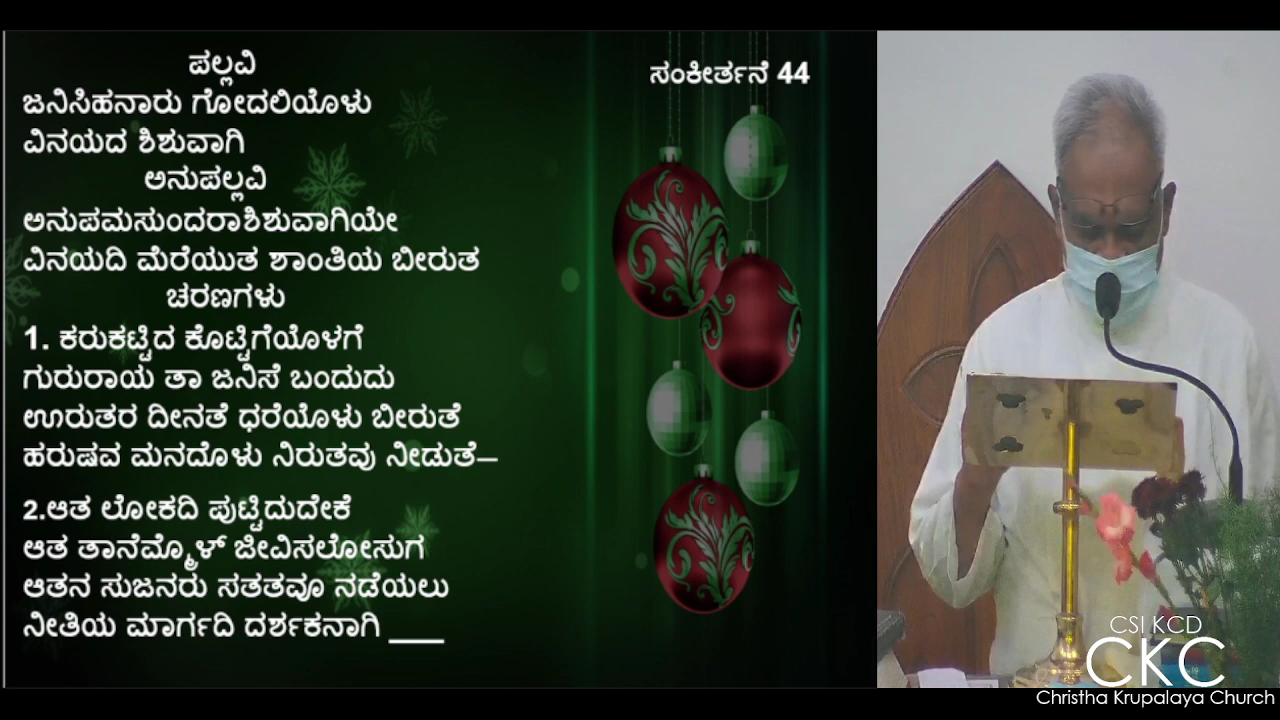 ಪಲ್ಲವಿ
ಸಂಕೀರ್ತನೆ 44
ಜನಿಸಿಹನಾರು ಗೋದಲಿಯೊಳು
ವಿನಯದ ಶಿಶುವಾಗಿ
ಅನುಪಲ್ಲವಿ
ಅನುಪಮಸುಂದರಾಶಿಶುವಾಗಿಯೇ
ವಿನಯದಿ ಮೆರೆಯುತ ಶಾಂತಿಯ ಬೀರುತ
ಚರಣಗಳು
1. ಕರುಕಟ್ಟಿದ ಕೊಟ್ಟಿಗೆಯೊಳಗೆ
ಗುರುರಾಯ ತಾ ಜನಿಸೆ ಬಂದುದು
ಊರುತರ ದೀನತೆ ಧರೆಯೊಳು ಬೀರುತೆ
ಹರುಷವ ಮನದೊಳು ನಿರುತವು ನೀಡುತೆ–
2.ಆತ ಲೋಕದಿ ಪುಟ್ಟಿದುದೇಕೆ
ಆತ ತಾನೆಮ್ಮೊಳ್ ಜೀವಿಸಲೋಸುಗ
ಆತನ ಸುಜನರು ಸತತವೂ ನಡೆಯಲು
ನೀತಿಯ ಮಾರ್ಗದಿ ದರ್ಶಕನಾಗಿ ___
CSI KCD
CKC
Christha Krupalaya Church